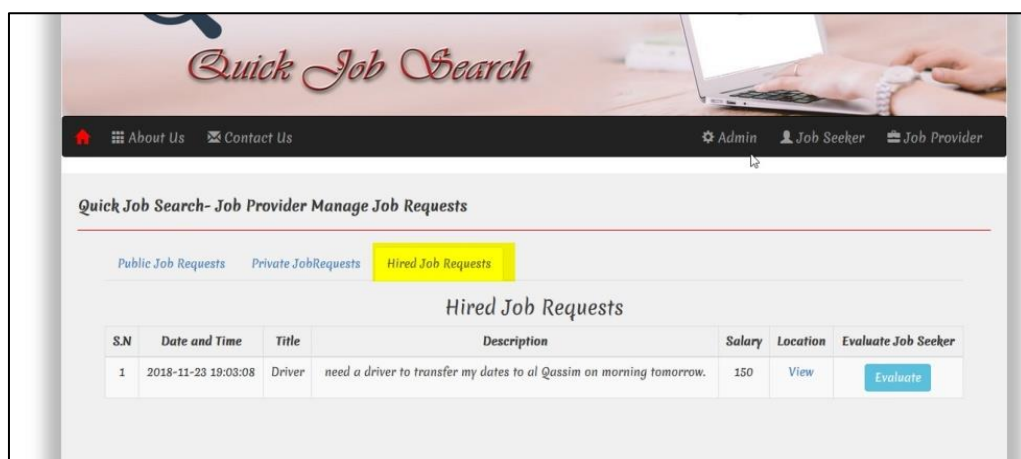 Quick Job Search
About Us Contact Us Admin Job Seeker Job Provider
Quick Job Search- Job Provider Manage Job Requests
Public Job Requests Private JobRequests Hired Job Requests
Hired Job Requests
S.N Date and Time Title Description Salary Location Evaluate Job Seeker
1 2018-11-23 19:03:08 Driver need a driver to transfer my dates to al Qassim on morning tomorrow. 150 View Evaluate